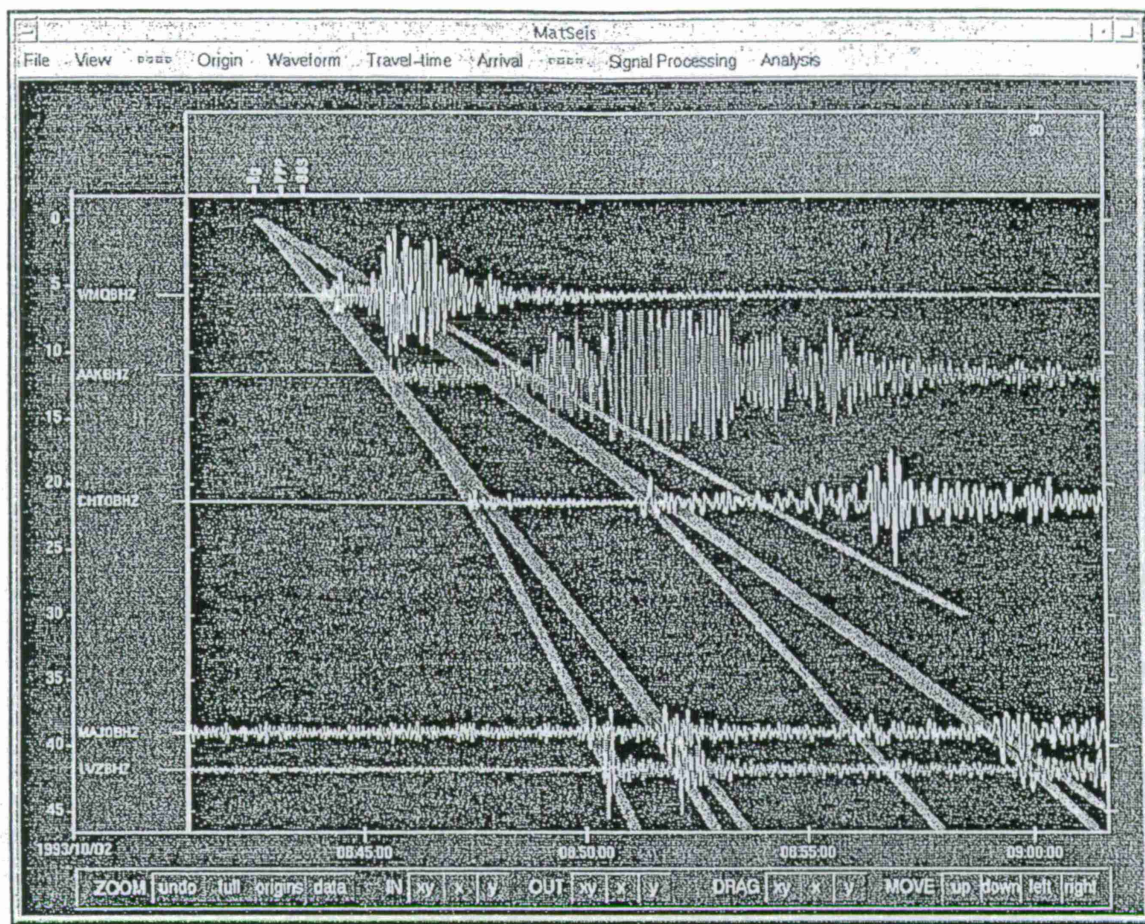 MatSeis
File View Origin Waveform Travel-time Arrival Signal Processing Analysis
0
5
WMQBHZ
10
AAKBHZ
15
20
CHTOBHZ
25
30
35
MAJOBHZ
40
LVZBHZ
45
1993/10/02 08:45:00 08:50:00 08:55:00 09:00:00
ZOOM undo full origins data IN xy x y OUT xy x y DRAG xy x y MOVE up down left right